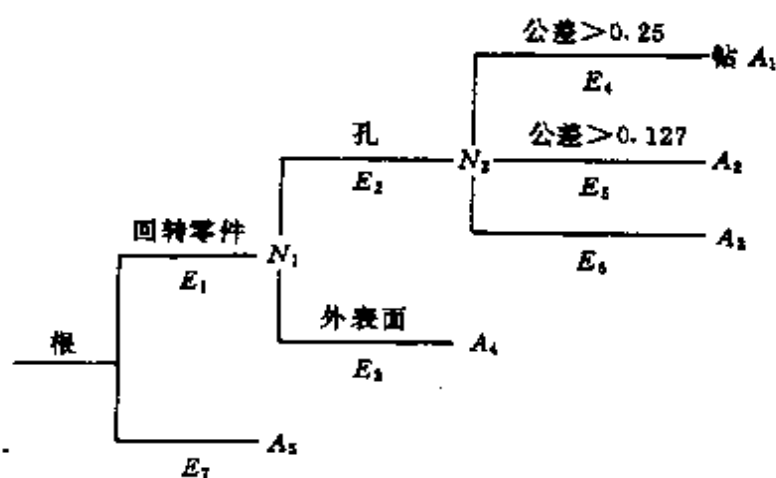 公差>0.25
钻 A₁
E₄
孔
公差>0.127
N₂
A₂
E₂
E₅
回转零件
A₃
N₁
E₆
E₁
外表面
根
A₄
E₃
A₅
E₇